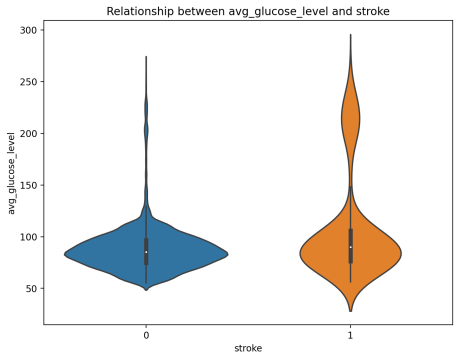 Relationship between avg_glucose_level and stroke
300
250
200
150
100
50
avg_glucose_level
0
1
stroke